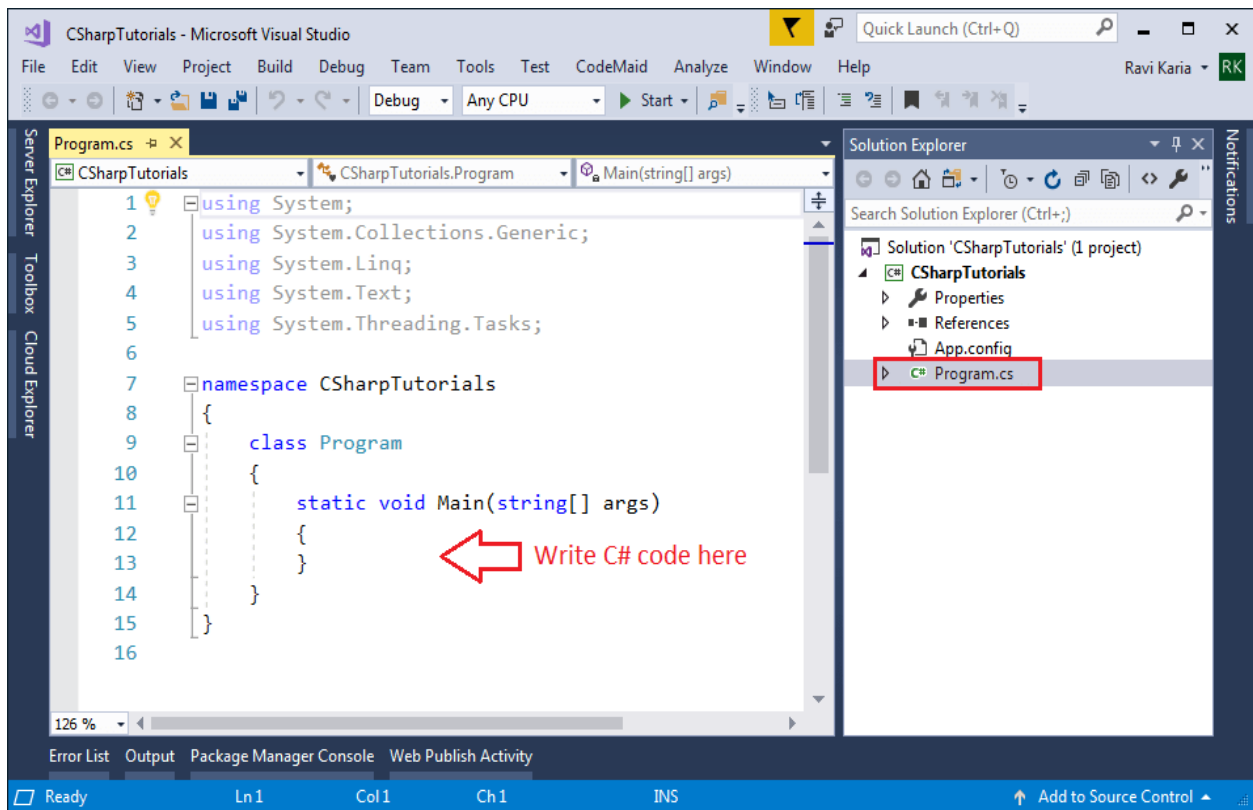 CSharpTutorials - Microsoft Visual Studio
Quick Launch (Ctrl+Q)
File Edit View Project Build Debug Team Tools Test CodeMaid Analyze Window Help
Ravi Karia RK
Debug Any CPU Start
Server Explorer
Toolbox
Cloud Explorer
Program.cs
CSharpTutorials CSharpTutorials.Program Main(string[] args)
1 using System;
2 using System.Collections.Generic;
3 using System.Linq;
4 using System.Text;
5 using System.Threading.Tasks;
6
7 namespace CSharpTutorials
8 {
9 class Program
10 {
11 static void Main(string[] args)
12 {
13 }
14 }
15 }
16
Write C# code here
126 %
Solution Explorer
Search Solution Explorer (Ctrl+;)
Solution 'CSharpTutorials' (1 project)
C# CSharpTutorials
Properties
References
App.config
C# Program.cs
Notifications
Error List Output Package Manager Console Web Publish Activity
Ready Ln 1 Col 1 Ch 1 INS Add to Source Control